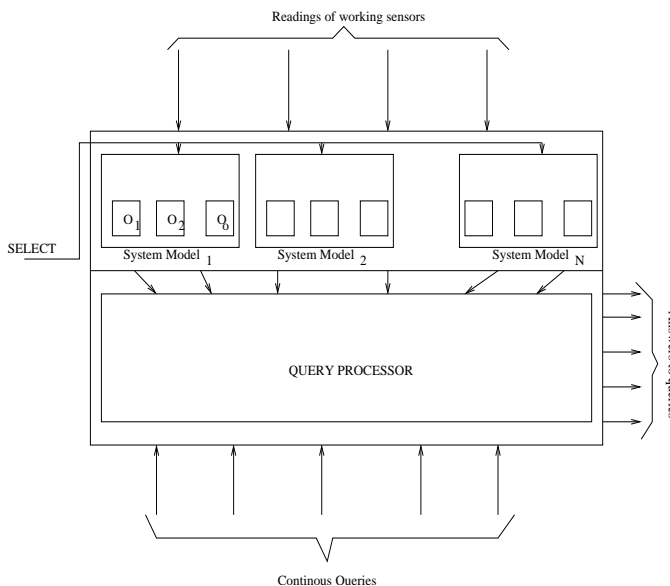 Readings of working sensors
O1 O2 Oo
SELECT
System Model 1 System Model 2 System Model N
QUERY PROCESSOR
Continous Queries